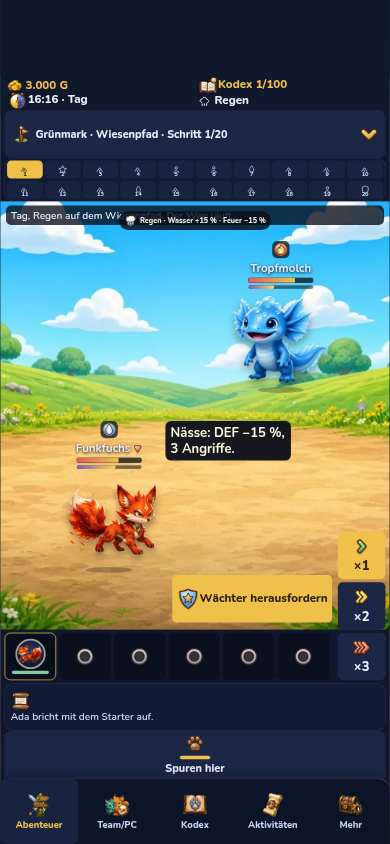 3.000 G
Kodex 1/100
16:16 · Tag
Regen
Grünmark · Wiesenpfad · Schritt 1/20
Tag, Regen auf dem Wie
Regen · Wasser +15 % · Feuer −15 %
Tropfmolch
Nässe: DEF −15 %,
3 Angriffe.
Funkfuchs
×1
Wächter herausfordern
×2
×3
Ada bricht mit dem Starter auf.
Spuren hier
Abenteuer
Team/PC
Kodex
Aktivitäten
Mehr